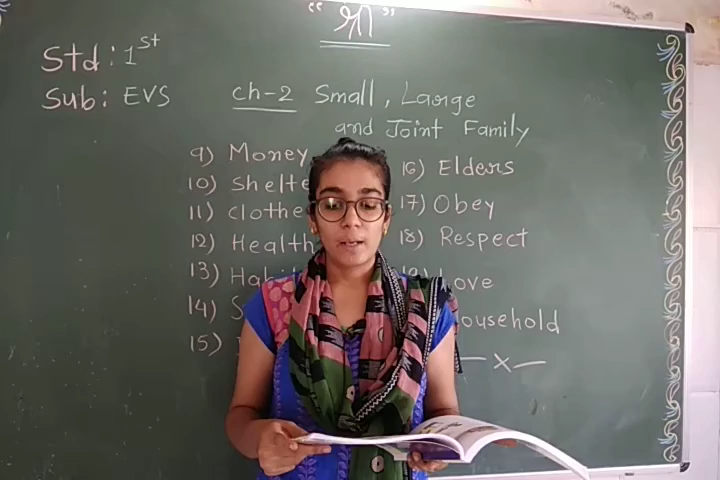 “ श्री ”
Std : 1st
Sub : EVS
Ch-2 Small, Large
and Joint Family
9) Money
10) Shelte
11) Clothe
12) Health
13) Hab
14) S
15)
16) Elders
17) Obey
18) Respect
Love
ousehold
— x —